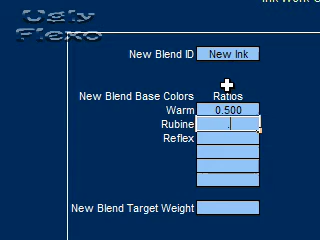 Ugly
Flexo
New Blend ID New Ink
New Blend Base Colors Ratios
Warm 0.500
Rubine .
Reflex
New Blend Target Weight